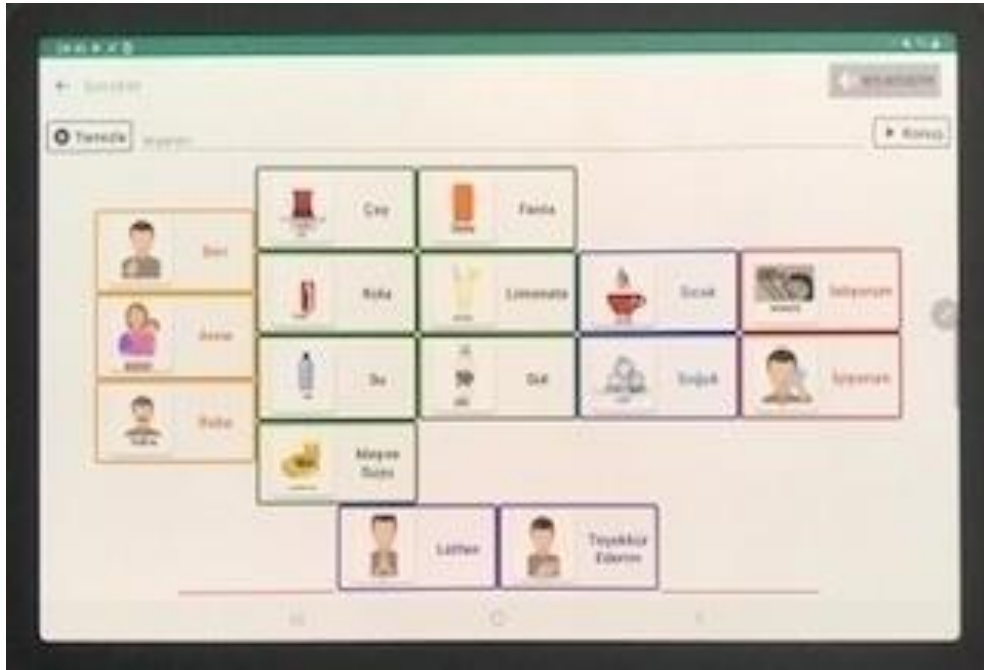 Temizle
Konuş
Çay
Fanta
Ben
Kola
Limonata
Sıcak
İstiyorum
Anne
Su
Süt
Soğuk
İçiyorum
Baba
Meyve
Suyu
Lütfen
Teşekkür
Ederim